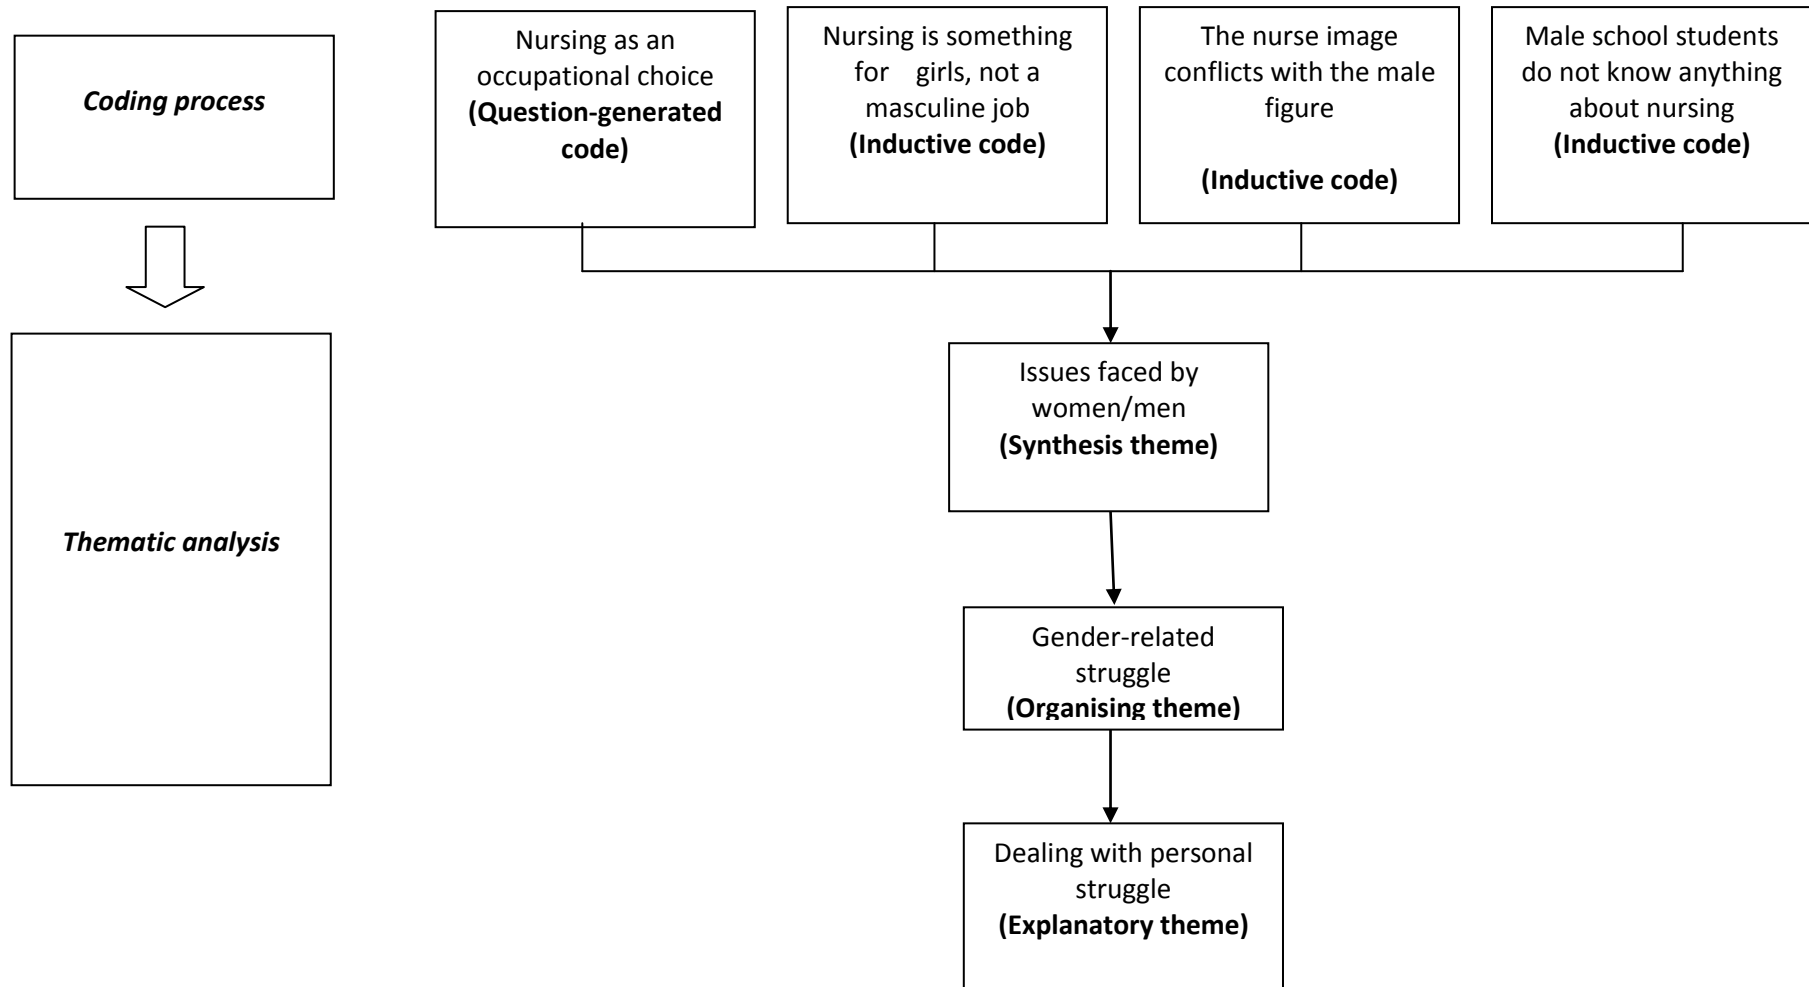 Coding process
Nursing as an
occupational choice
(Question-generated
code)
Nursing is something
for girls, not a
masculine job
(Inductive code)
The nurse image
conflicts with the male
figure
(Inductive code)
Male school students
do not know anything
about nursing
(Inductive code)
Thematic analysis
Issues faced by
women/men
(Synthesis theme)
Gender-related
struggle
(Organising theme)
Dealing with personal
struggle
(Explanatory theme)